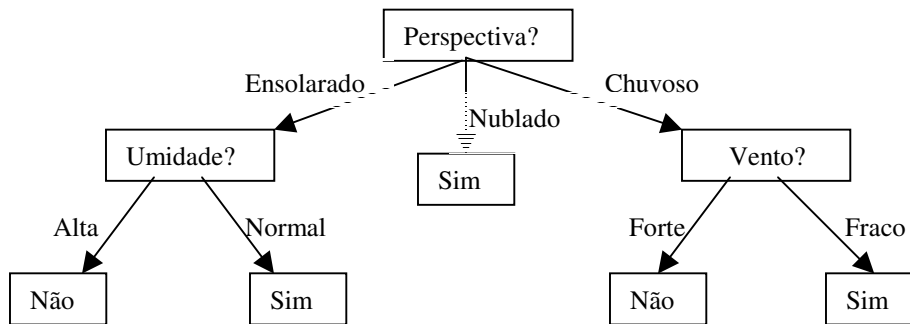 Perspectiva?
Ensolarado
Chuvoso
Nublado
Umidade?
Vento?
Sim
Alta
Normal
Forte
Fraco
Não
Sim
Não
Sim